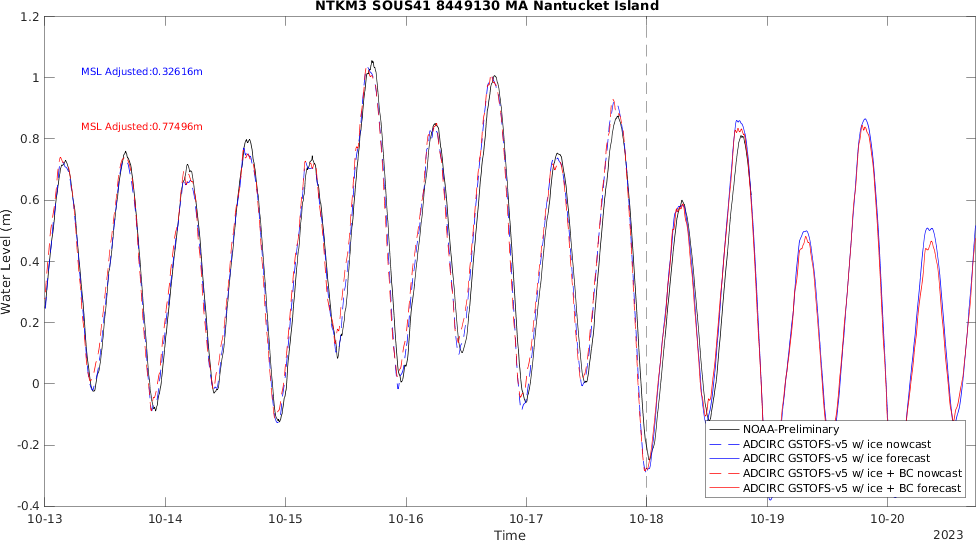 NTKM3 SOUS41 8449130 MA Nantucket Island
1.2
1
0.8
0.6
0.4
0.2
0
-0.2
-0.4
Water Level (m)
MSL Adjusted:0.32616m
MSL Adjusted:0.77496m
NOAA-Preliminary
ADCIRC GSTOFS-v5 w/ ice nowcast
ADCIRC GSTOFS-v5 w/ ice forecast
ADCIRC GSTOFS-v5 w/ ice + BC nowcast
ADCIRC GSTOFS-v5 w/ ice + BC forecast
10-13 10-14 10-15 10-16 10-17 10-18 10-19 10-20
Time
2023